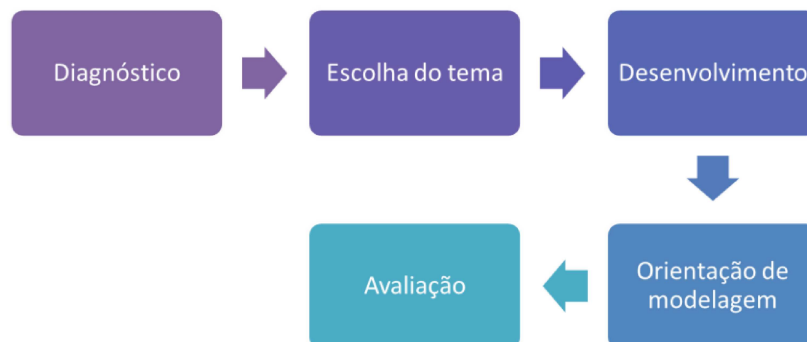 Diagnóstico
Escolha do tema
Desenvolvimento
Orientação de
modelagem
Avaliação